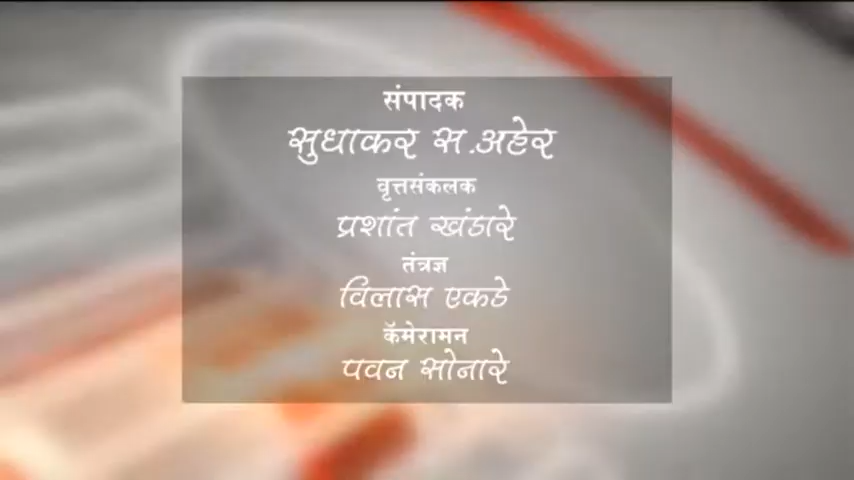 संपादक
सुधाकर स.अहेर
वृत्तसंकलक
प्रशांत खंडारे
तंत्रज्ञ
विलास एकडे
कॅमेरामन
पवन सोनारे